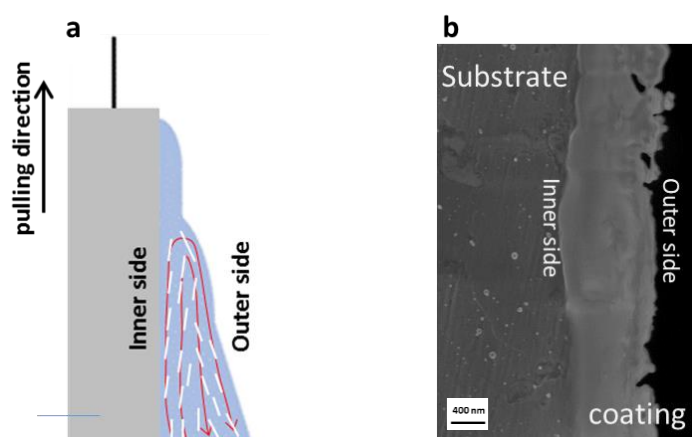 a
pulling direction
Inner side
Outer side
b
Substrate
Inner side
Outer side
400 nm
coating